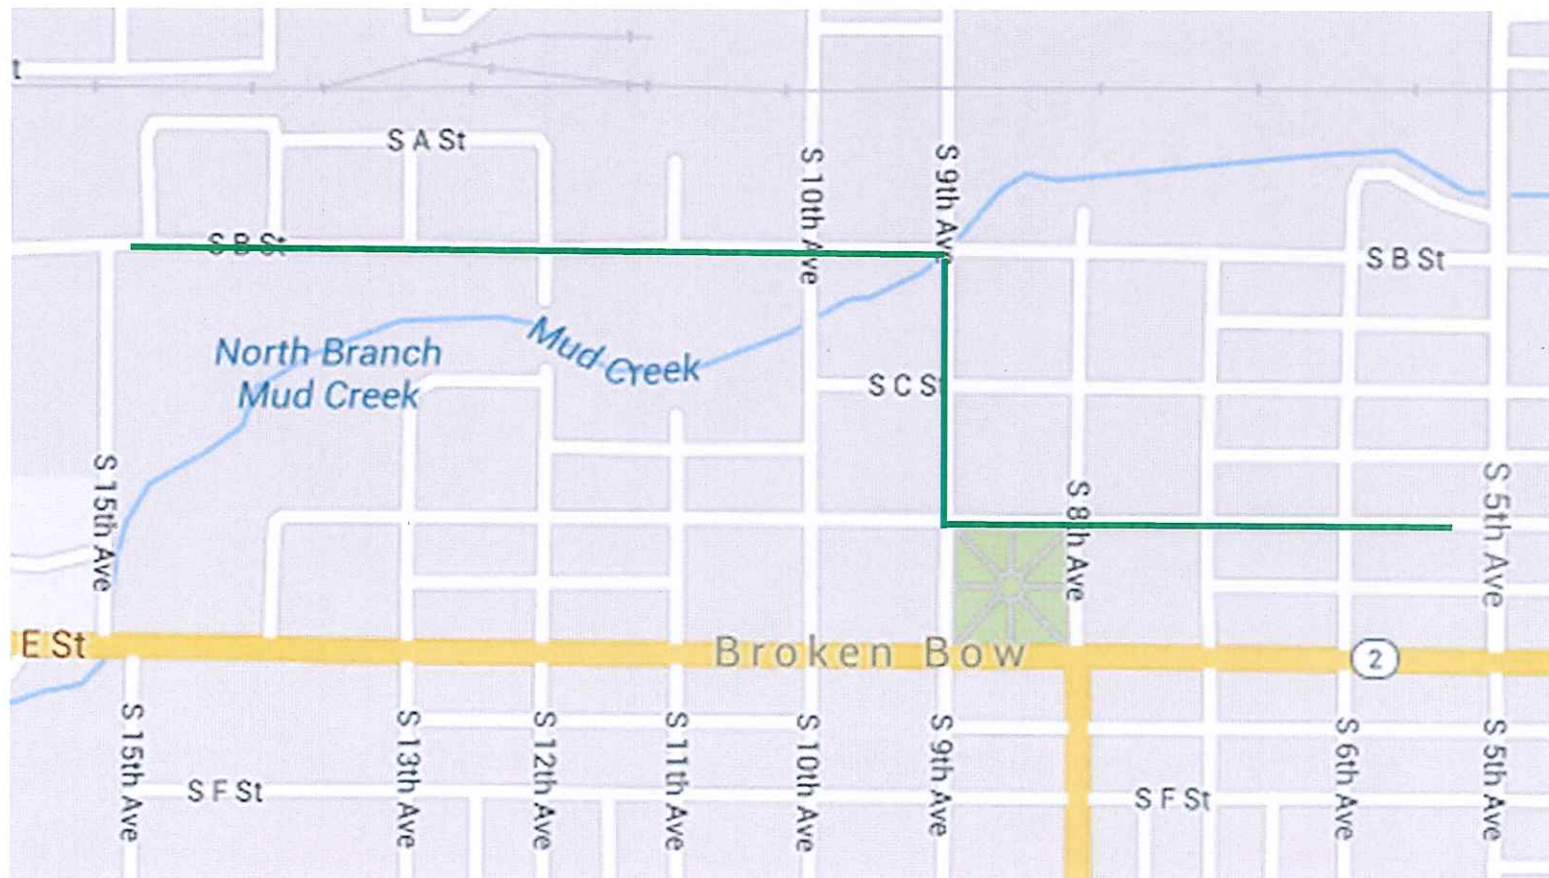 t
S A St
S 10th Ave
S 9th Ave
S B St
S B St
North Branch
Mud Creek
Mud Creek
S C St
S 15th Ave
S 8th Ave
S 5th Ave
E St
Broken Bow
2
S 15th Ave
S 13th Ave
S 12th Ave
S 11th Ave
S 10th Ave
S 9th Ave
S 6th Ave
S 5th Ave
S F St
S F St